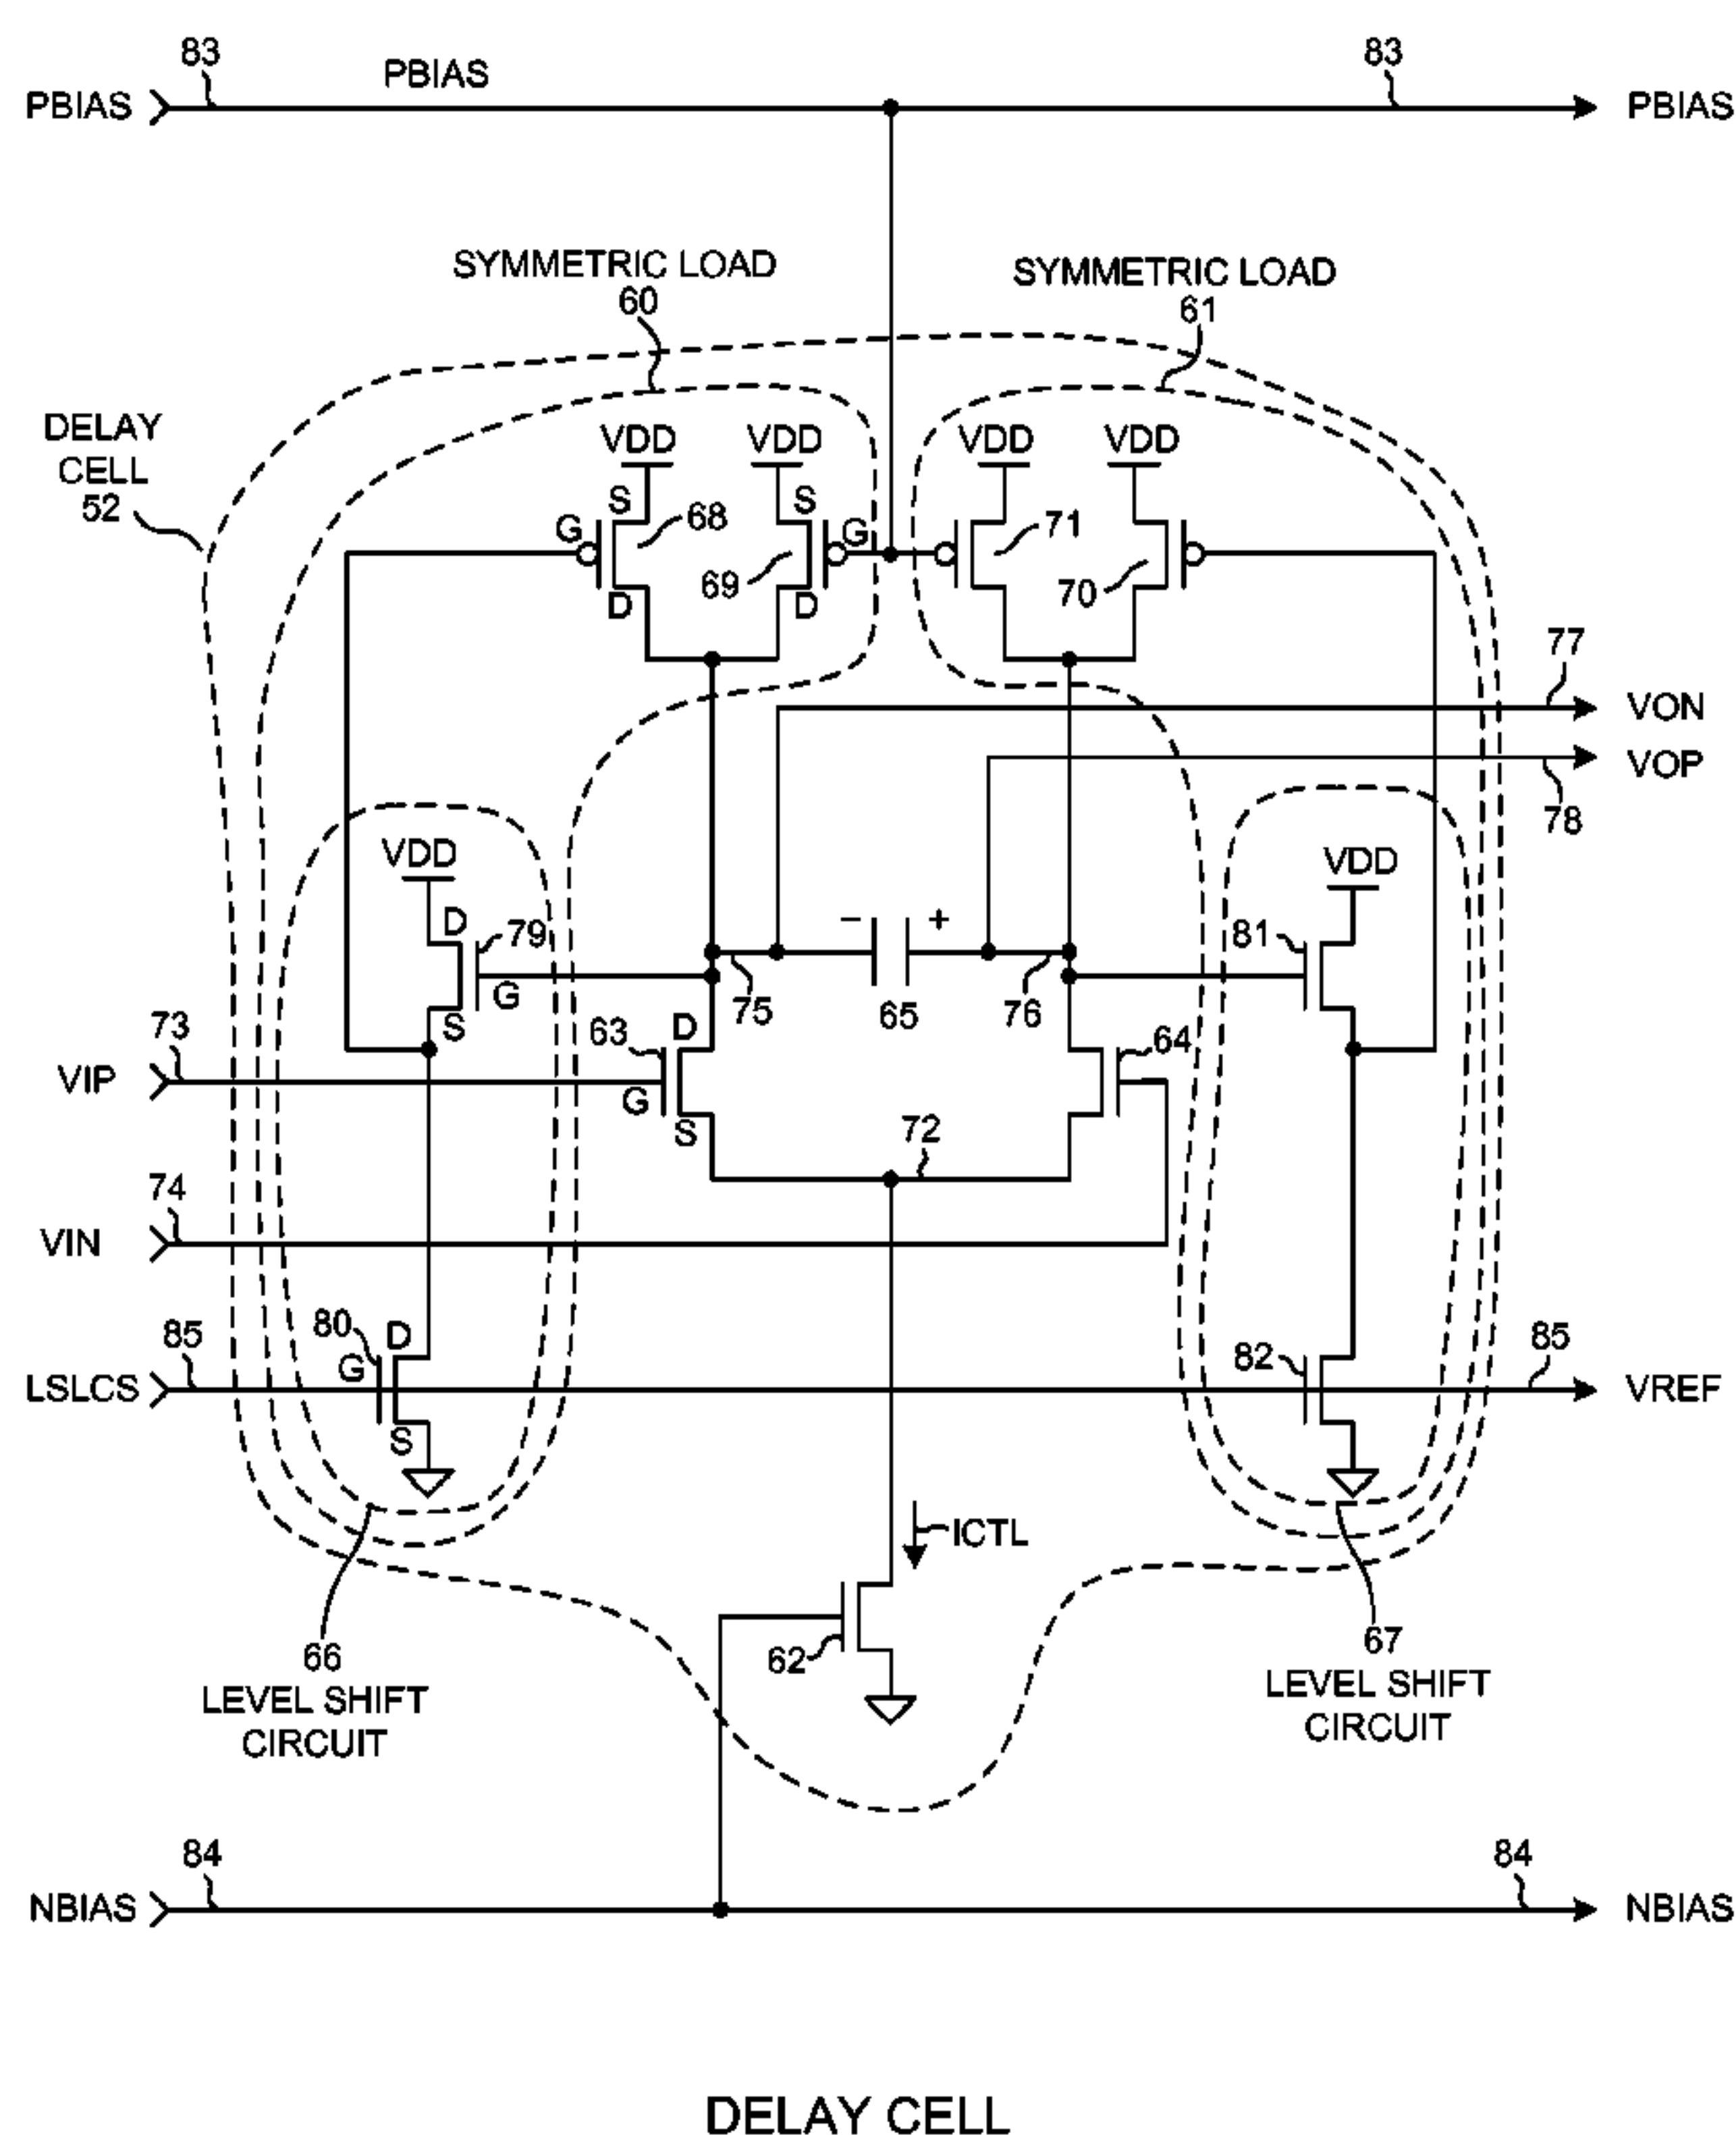 83
PBIAS
83
PBIAS
PBIAS
SYMMETRIC LOAD
60
SYMMETRIC LOAD
61
DELAY
CELL
52
VDD
VDD
VDD
VDD
S
S
G
68
G
71
69
70
D
D
77
VON
VOP
78
VDD
VDD
D
79
G
S
- +
81
75
65
76
73
63
D
64
VIP
G
S
72
74
VIN
80
D
85
G
82
85
LSLCS
VREF
S
ICTL
62
66
LEVEL SHIFT
CIRCUIT
67
LEVEL SHIFT
CIRCUIT
84
84
NBIAS
NBIAS
DELAY CELL